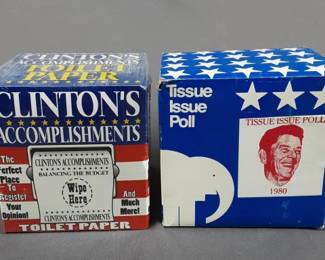 CLINTON'S
ACCOMPLISHMENTS
TOILET
PAPER
CLINTON'S
ACCOMPLISHMENTS
The
Perfect
Place
To
Register
Your
Opinion!
CLINTON'S ACCOMPLISHMENTS
BALANCING THE BUDGET
Wipe
Here
CLINTON'S ACCOMPLISHMENTS
And
Much
More!
TOILET PAPER
Tissue
Issue
Poll
TISSUE ISSUE POLL
1980